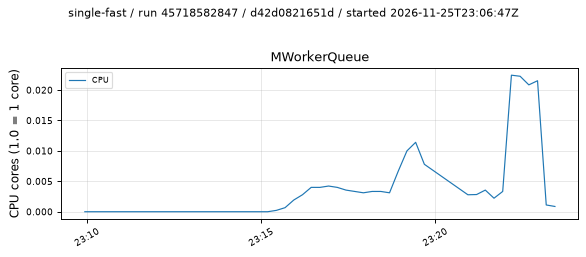 single-fast / run 45718582847 / d42d0821651d / started 2026-11-25T23:06:47Z
MWorkerQueue
CPU
CPU cores (1.0 = 1 core)
0.020
0.015
0.010
0.005
0.000
23:10
23:15
23:20